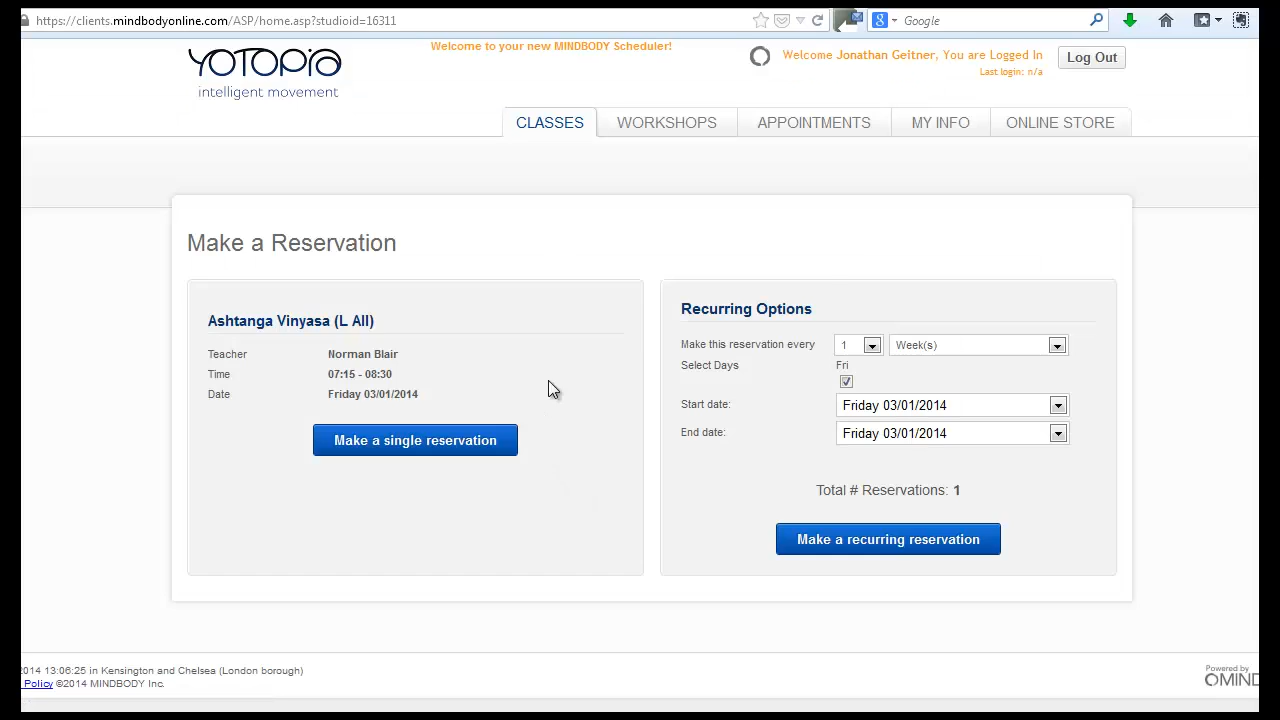 https://clients.mindbodyonline.com/ASP/home.asp?studioid=16311
Google
YOTOPIA
intelligent movement
Welcome to your new MINDBODY Scheduler!
Welcome Jonathan Geitner, You are Logged In
Last login: n/a
Log Out
CLASSES WORKSHOPS APPOINTMENTS MY INFO ONLINE STORE
Make a Reservation
Ashtanga Vinyasa (L All)
Teacher Norman Blair
Time 07:15 - 08:30
Date Friday 03/01/2014
Make a single reservation
Recurring Options
Make this reservation every 1 Week(s)
Select Days Fri
Start date: Friday 03/01/2014
End date: Friday 03/01/2014
Total # Reservations: 1
Make a recurring reservation
2014 13:06:25 in Kensington and Chelsea (London borough)
Policy ©2014 MINDBODY Inc.
Powered by
MIND